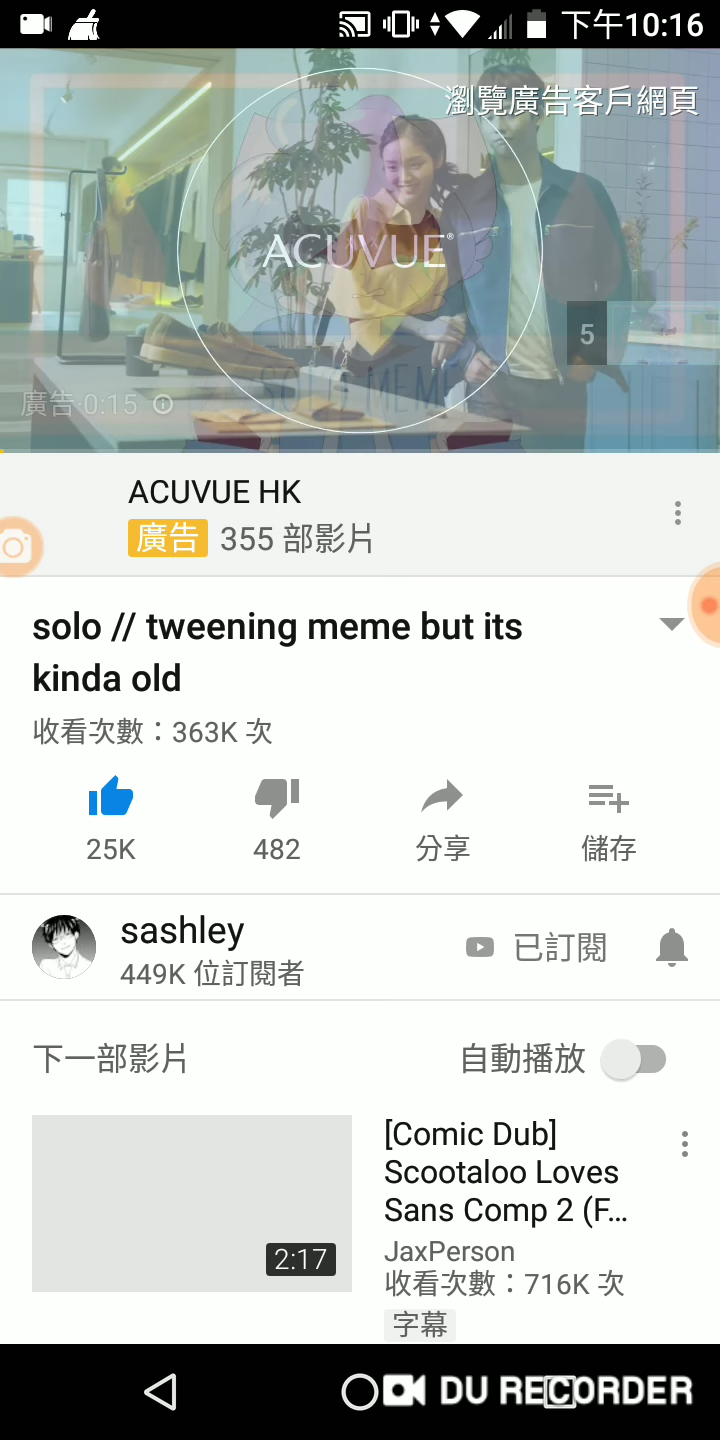 下午10:16
瀏覽廣告客戶網頁
ACUVUE®
5
SOLO MEME
廣告·0:15
ACUVUE HK
廣告 355 部影片
solo // tweening meme but its
kinda old
收看次數：363K 次
25K
482
分享
儲存
sashley
449K 位訂閱者
已訂閱
下一部影片
自動播放
2:17
[Comic Dub]
Scootaloo Loves
Sans Comp 2 (F...
JaxPerson
收看次數：716K 次
字幕
DU RECORDER